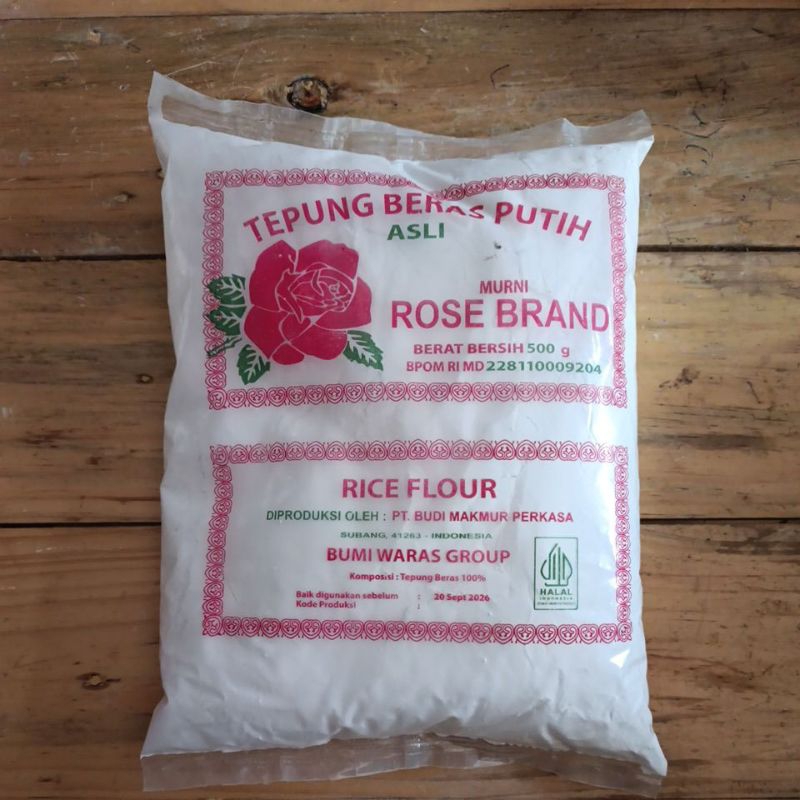 TEPUNG BERAS PUTIH
ASLI
MURNI
ROSE BRAND
BERAT BERSIH 500 g
BPOM RI MD 228110009204
RICE FLOUR
DIPRODUKSI OLEH : PT. BUDI MAKMUR PERKASA
SUBANG, 41263 - INDONESIA
BUMI WARAS GROUP
Komposisi : Tepung Beras 100%
Baik digunakan sebelum : 20 Sept 2026
Kode Produksi :
HALAL
INDONESIA